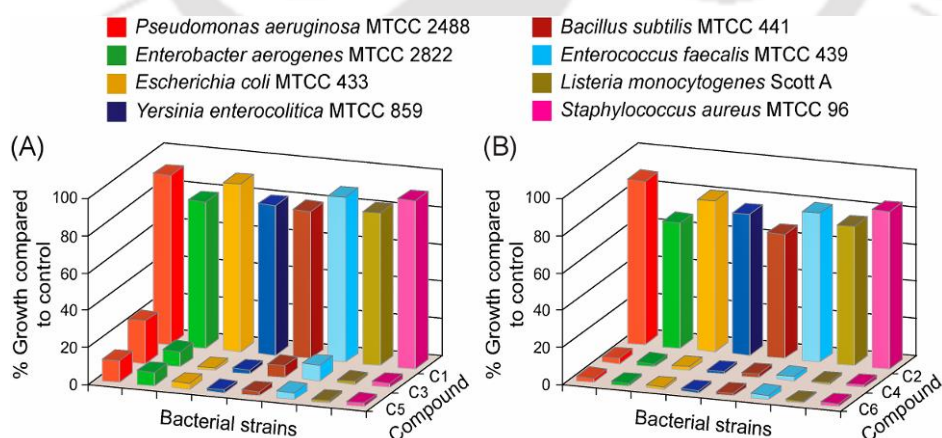 Pseudomonas aeruginosa MTCC 2488
Enterobacter aerogenes MTCC 2822
Escherichia coli MTCC 433
Yersinia enterocolitica MTCC 859
Bacillus subtilis MTCC 441
Enterococcus faecalis MTCC 439
Listeria monocytogenes Scott A
Staphylococcus aureus MTCC 96
(A)
% Growth compared
to control
100
80
60
40
20
0
Bacterial strains
C1
C3
C5
Compound
(B)
% Growth compared
to control
100
80
60
40
20
0
Bacterial strains
C2
C4
C6
Compound